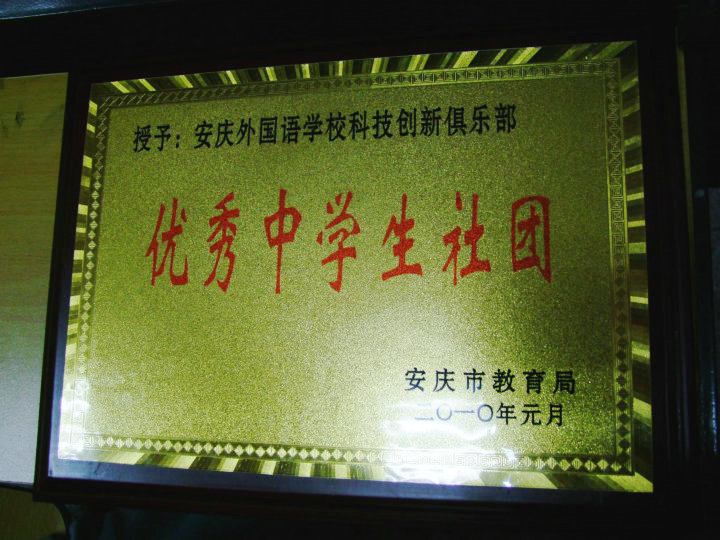 授予：安庆外国语学校科技创新俱乐部
优秀中学生社团
安庆市教育局
二〇一〇年元月